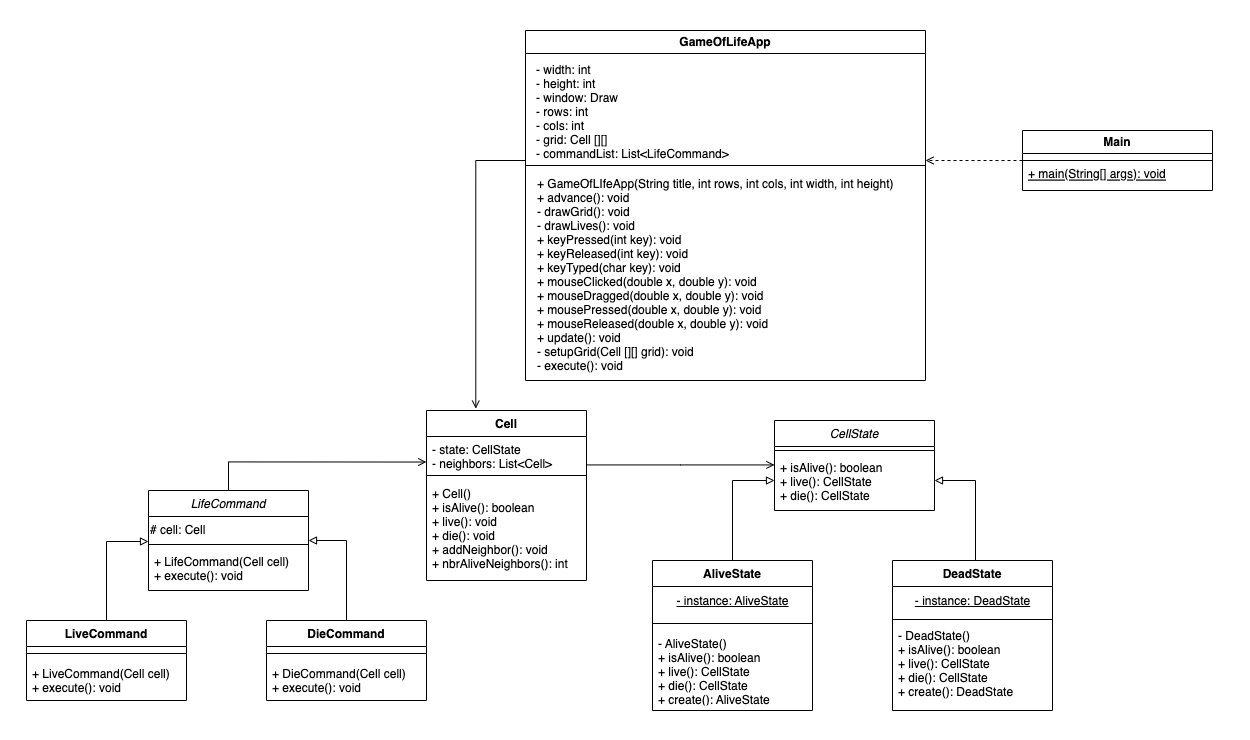 GameOfLifeApp
- width: int
- height: int
- window: Draw
- rows: int
- cols: int
- grid: Cell [][]
- commandList: List<LifeCommand>
+ GameOfLIfeApp(String title, int rows, int cols, int width, int height)
+ advance(): void
- drawGrid(): void
- drawLives(): void
+ keyPressed(int key): void
+ keyReleased(int key): void
+ keyTyped(char key): void
+ mouseClicked(double x, double y): void
+ mouseDragged(double x, double y): void
+ mousePressed(double x, double y): void
+ mouseReleased(double x, double y): void
+ update(): void
- setupGrid(Cell [][] grid): void
- execute(): void
Main
+ main(String[] args): void
Cell
- state: CellState
- neighbors: List<Cell>
+ Cell()
+ isAlive(): boolean
+ live(): void
+ die(): void
+ addNeighbor(): void
+ nbrAliveNeighbors(): int
CellState
+ isAlive(): boolean
+ live(): CellState
+ die(): CellState
LifeCommand
# cell: Cell
+ LifeCommand(Cell cell)
+ execute(): void
LiveCommand
+ LiveCommand(Cell cell)
+ execute(): void
DieCommand
+ DieCommand(Cell cell)
+ execute(): void
AliveState
- instance: AliveState
- AliveState()
+ isAlive(): boolean
+ live(): CellState
+ die(): CellState
+ create(): AliveState
DeadState
- instance: DeadState
- DeadState()
+ isAlive(): boolean
+ live(): CellState
+ die(): CellState
+ create(): DeadState